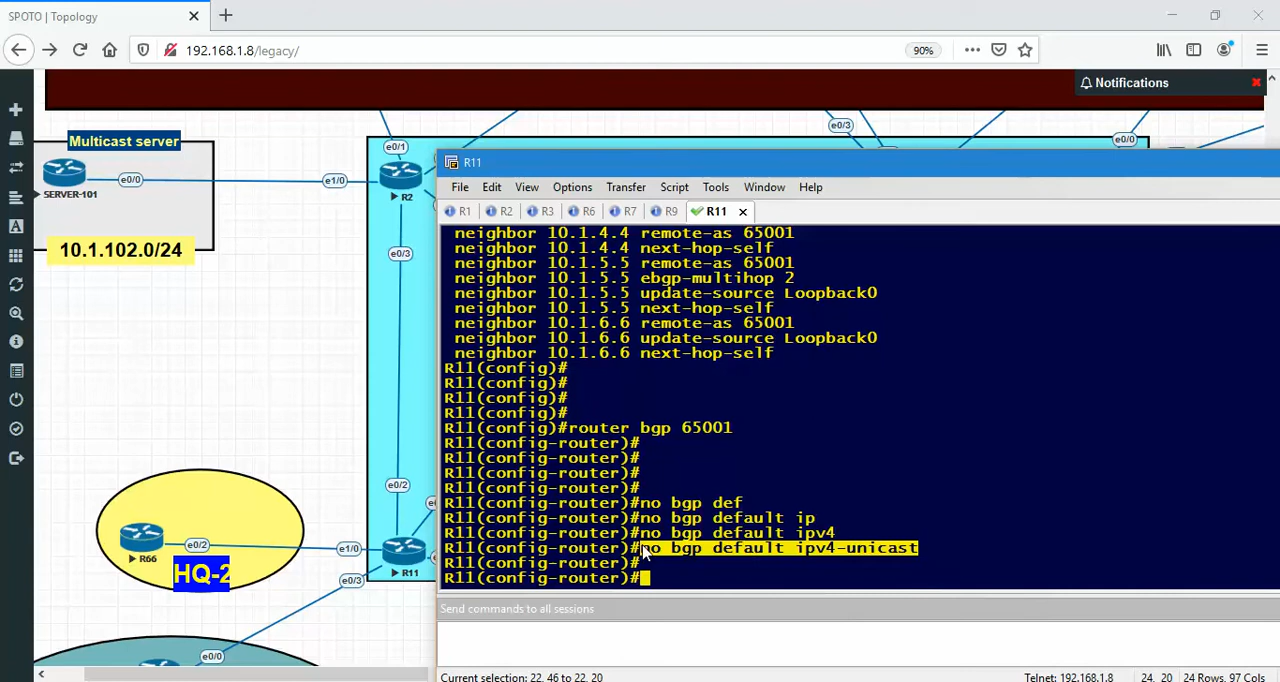 SPOTO | Topology
192.168.1.8/legacy/
90%
Notifications
e0/3
e0/0
Multicast server
e0/1
SERVER-101
e0/0
e1/0
R2
10.1.102.0/24
e0/3
e0/2
R66
e0/2
HQ-2
e1/0
R11
e0/3
e0/0
R11
File Edit View Options Transfer Script Tools Window Help
R1 R2 R3 R6 R7 R9 R11
neighbor 10.1.4.4 remote-as 65001
neighbor 10.1.4.4 next-hop-self
neighbor 10.1.5.5 remote-as 65001
neighbor 10.1.5.5 ebgp-multihop 2
neighbor 10.1.5.5 update-source Loopback0
neighbor 10.1.5.5 next-hop-self
neighbor 10.1.6.6 remote-as 65001
neighbor 10.1.6.6 update-source Loopback0
neighbor 10.1.6.6 next-hop-self
R11(config)#
R11(config)#
R11(config)#
R11(config)#
R11(config)#router bgp 65001
R11(config-router)#
R11(config-router)#
R11(config-router)#
R11(config-router)#
R11(config-router)#no bgp def
R11(config-router)#no bgp default ip
R11(config-router)#no bgp default ipv4
R11(config-router)#no bgp default ipv4-unicast
R11(config-router)#
R11(config-router)#
Send commands to all sessions
Current selection: 22, 46 to 22, 20
Telnet: 192.168.1.8
24, 20
24 Rows, 97 Cols